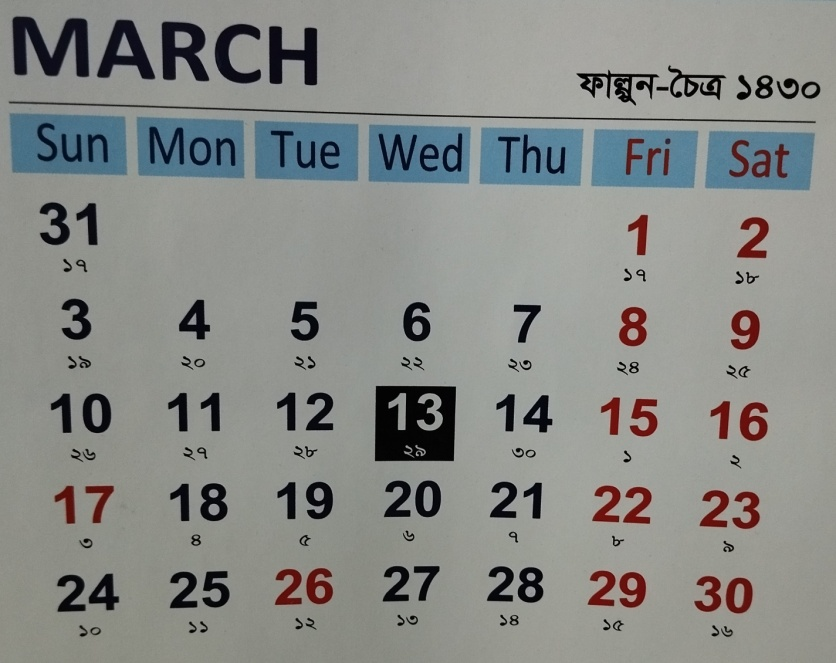 MARCH
ফাল্গুন-চৈত্র ১৪৩০
Sun Mon Tue Wed Thu Fri Sat
31 1 2
১৭ ১৭ ১৮
3 4 5 6 7 8 9
১৯ ২০ ২১ ২২ ২৩ ২৪ ২৫
10 11 12 13 14 15 16
২৬ ২৭ ২৮ ২৯ ৩০ ১ ২
17 18 19 20 21 22 23
৩ ৪ ৫ ৬ ৭ ৮ ৯
24 25 26 27 28 29 30
১০ ১১ ১২ ১৩ ১৪ ১৫ ১৬